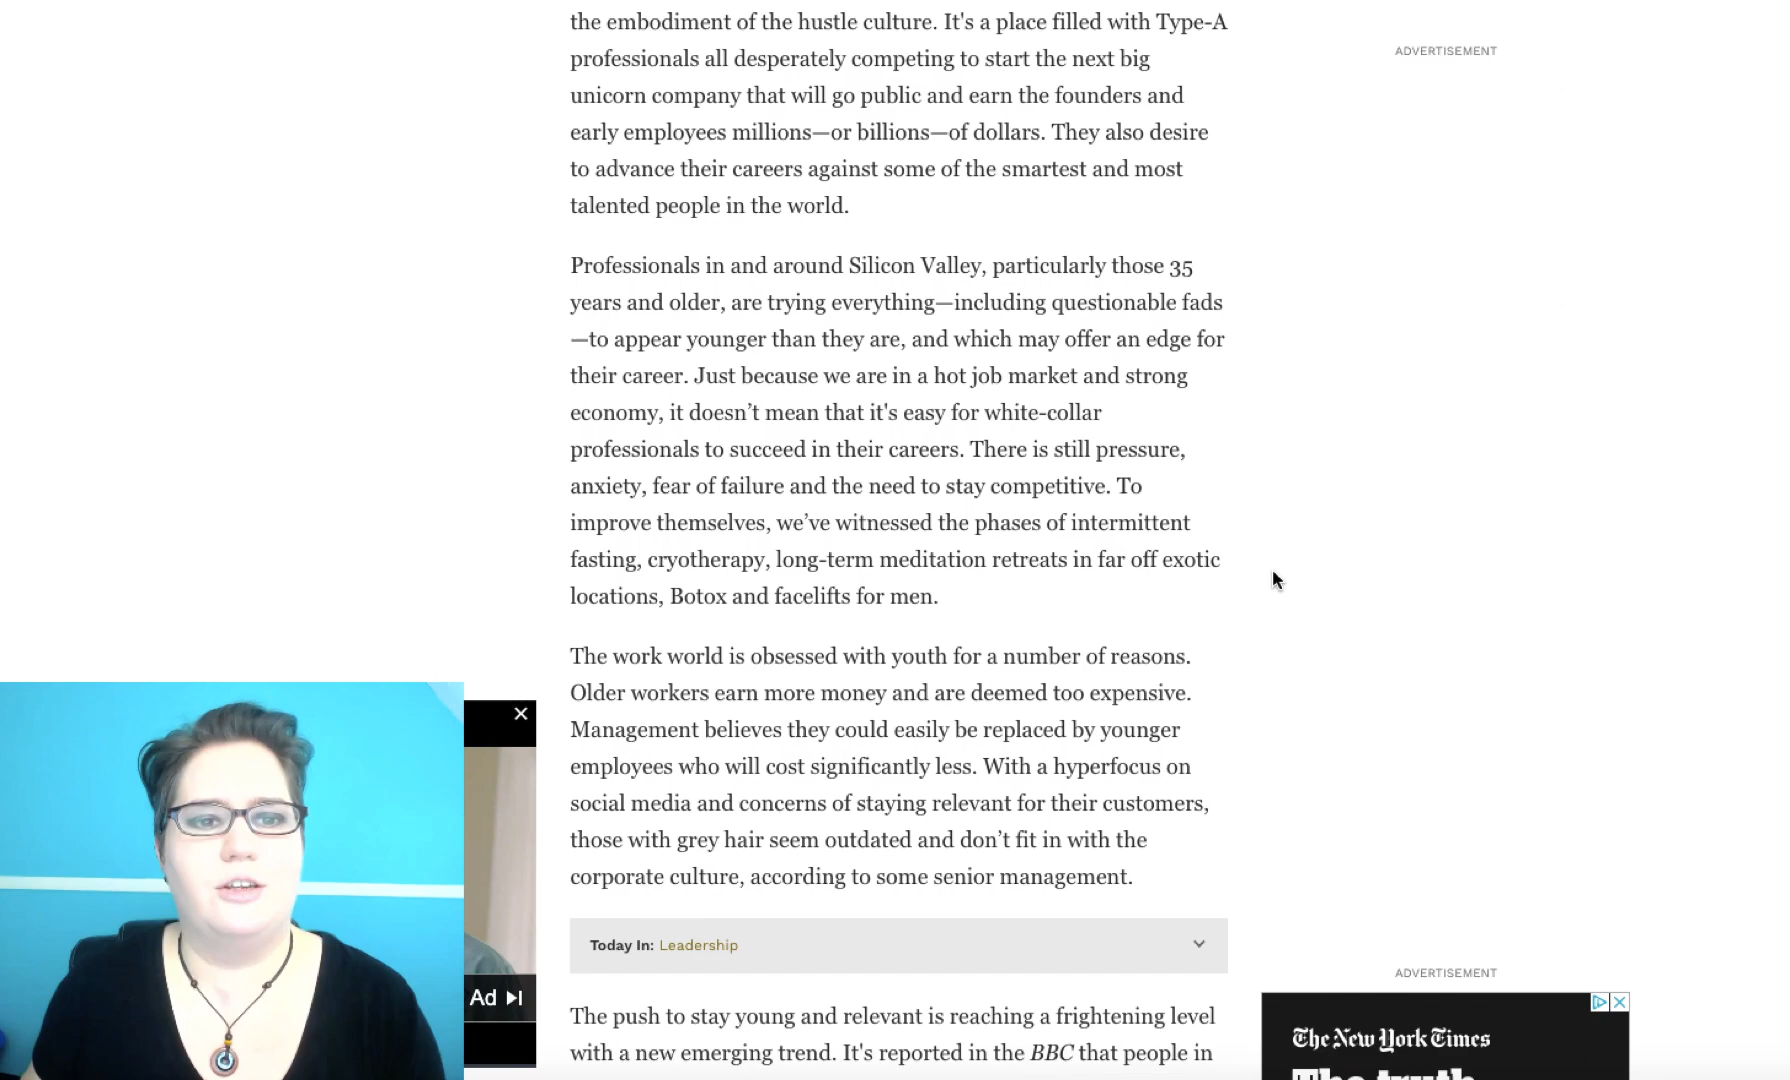 the embodiment of the hustle culture. It's a place filled with Type-A
professionals all desperately competing to start the next big
unicorn company that will go public and earn the founders and
early employees millions—or billions—of dollars. They also desire
to advance their careers against some of the smartest and most
talented people in the world.
Professionals in and around Silicon Valley, particularly those 35
years and older, are trying everything—including questionable fads
—to appear younger than they are, and which may offer an edge for
their career. Just because we are in a hot job market and strong
economy, it doesn’t mean that it's easy for white-collar
professionals to succeed in their careers. There is still pressure,
anxiety, fear of failure and the need to stay competitive. To
improve themselves, we’ve witnessed the phases of intermittent
fasting, cryotherapy, long-term meditation retreats in far off exotic
locations, Botox and facelifts for men.
The work world is obsessed with youth for a number of reasons.
Older workers earn more money and are deemed too expensive.
Management believes they could easily be replaced by younger
employees who will cost significantly less. With a hyperfocus on
social media and concerns of staying relevant for their customers,
those with grey hair seem outdated and don’t fit in with the
corporate culture, according to some senior management.
Today In: Leadership
The push to stay young and relevant is reaching a frightening level
with a new emerging trend. It's reported in the BBC that people in
Ad
ADVERTISEMENT
ADVERTISEMENT
The New York Times
The truth